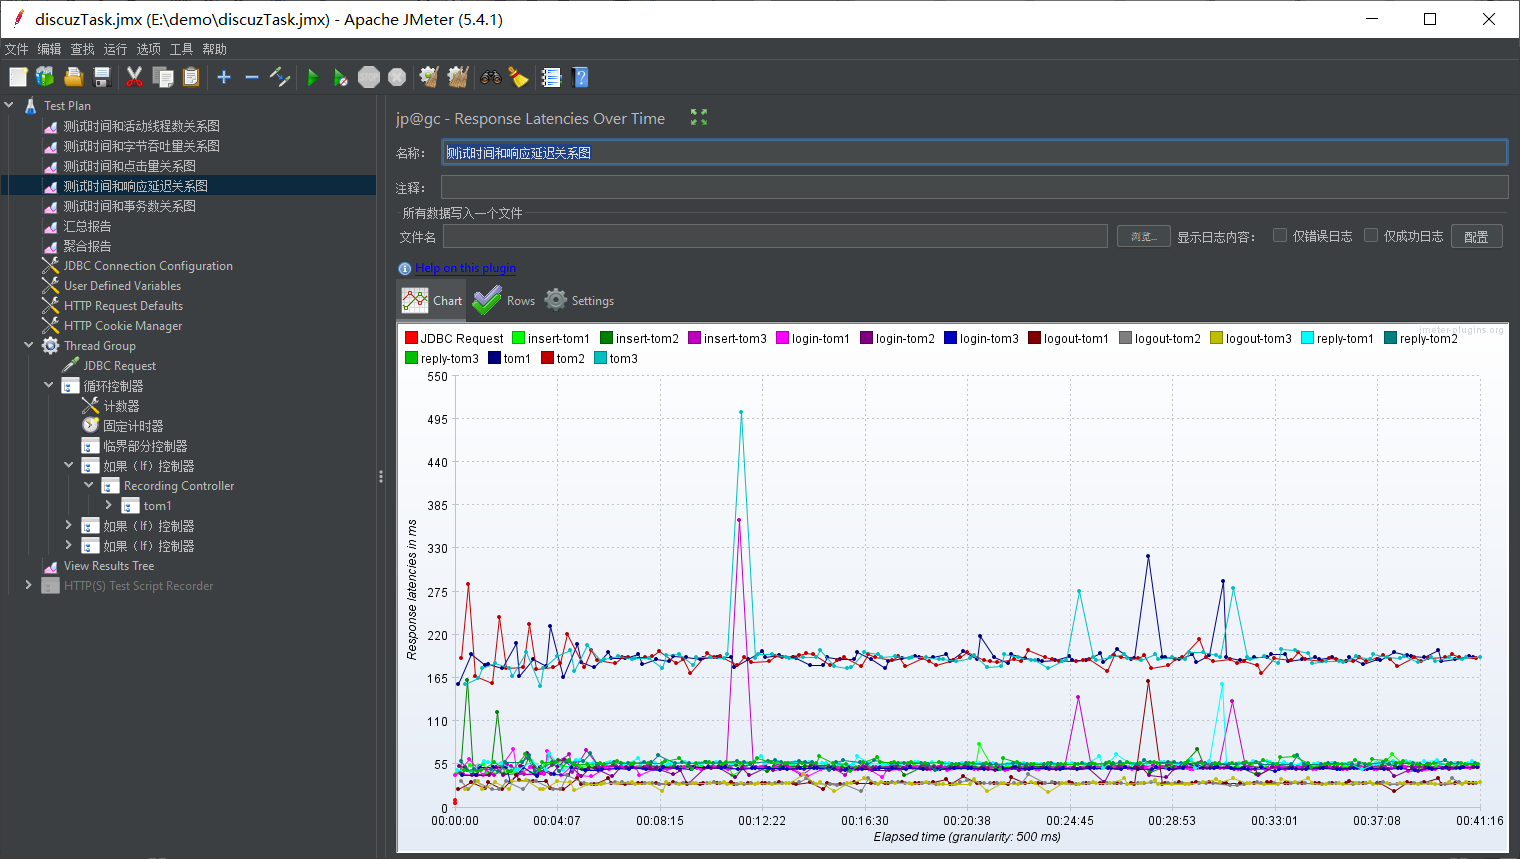 discuzTask.jmx (E:\demo\discuzTask.jmx) - Apache JMeter (5.4.1)
文件 编辑 查找 运行 选项 工具 帮助
STOP
Test Plan
测试时间和活动线程数关系图
测试时间和字节吞吐量关系图
测试时间和点击量关系图
测试时间和响应延迟关系图
测试时间和事务数关系图
汇总报告
聚合报告
JDBC Connection Configuration
User Defined Variables
HTTP Request Defaults
HTTP Cookie Manager
Thread Group
JDBC Request
循环控制器
计数器
固定计时器
临界部分控制器
如果（If）控制器
Recording Controller
tom1
如果（If）控制器
如果（If）控制器
View Results Tree
HTTP(S) Test Script Recorder
jp@gc - Response Latencies Over Time
名称： 测试时间和响应延迟关系图
注释：
所有数据写入一个文件
文件名 浏览... 显示日志内容： 仅错误日志 仅成功日志 配置
Help on this plugin
Chart Rows Settings
jmeter-plugins.org
JDBC Request insert-tom1 insert-tom2 insert-tom3 login-tom1 login-tom2 login-tom3 logout-tom1 logout-tom2 logout-tom3 reply-tom1 reply-tom2
reply-tom3 tom1 tom2 tom3
550
495
440
385
330
275
220
165
110
55
0
Response latencies in ms
00:00:00 00:04:07 00:08:15 00:12:22 00:16:30 00:20:38 00:24:45 00:28:53 00:33:01 00:37:08 00:41:16
Elapsed time (granularity: 500 ms)